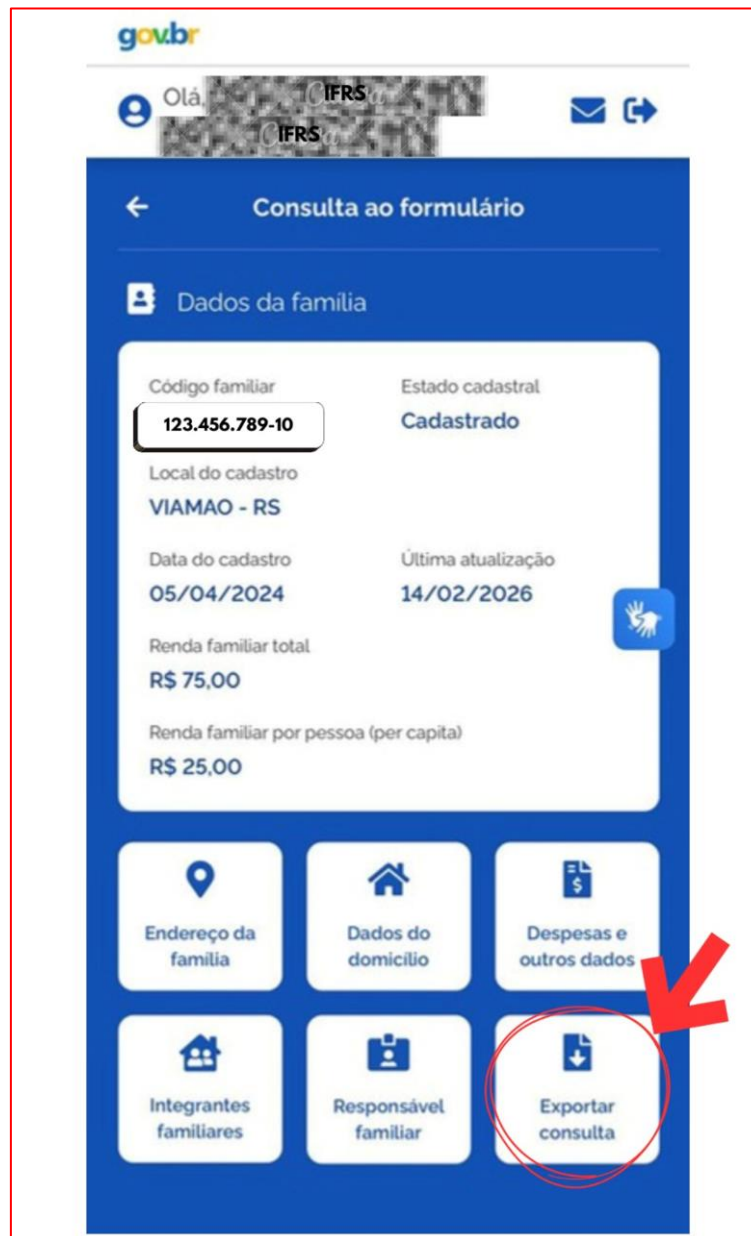 gov.br
Olá, IFRS
IFRS
Consulta ao formulário
Dados da família
Código familiar
Estado cadastral
123.456.789-10
Cadastrado
Local do cadastro
VIAMAO - RS
Data do cadastro
Última atualização
05/04/2024
14/02/2026
Renda familiar total
R$ 75,00
Renda familiar por pessoa (per capita)
R$ 25,00
Endereço da
família
Dados do
domicílio
Despesas e
outros dados
Integrantes
familiares
Responsável
familiar
Exportar
consulta